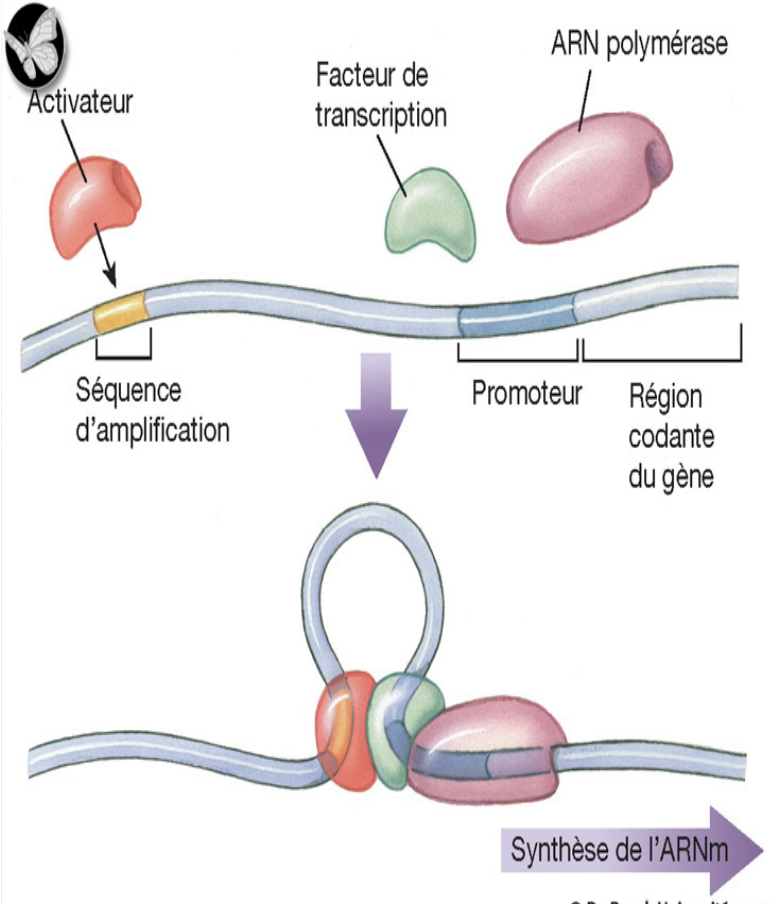 ARN polymérase
Facteur de
transcription
Activateur
Séquence
d'amplification
Promoteur
Région
codante
du gène
Synthèse de l'ARNm